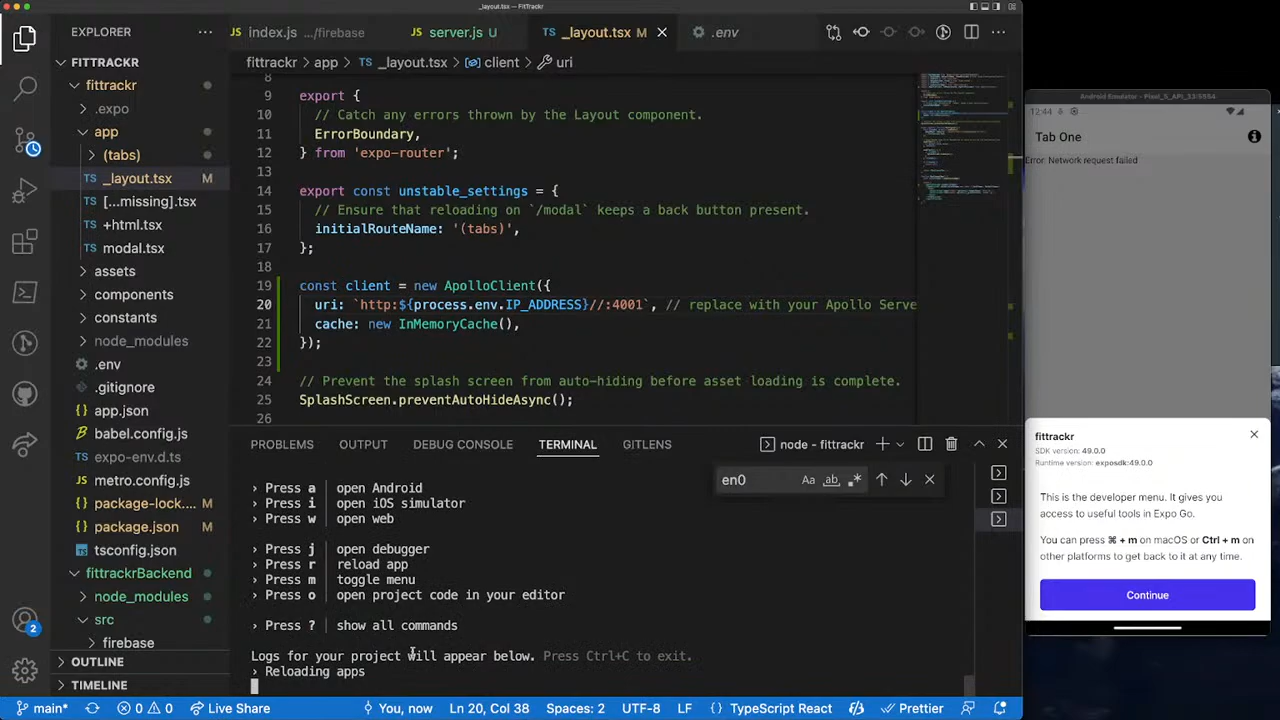 _layout.tsx — FitTrackr
EXPLORER
index.js .../firebase
server.js U
_layout.tsx M
.env
FITTRACKR
fittrackr > app > _layout.tsx > client > uri
fittrackr
.expo
app
(tabs)
_layout.tsx M
[...missing].tsx
+html.tsx
modal.tsx
assets
components
constants
node_modules
.env
.gitignore
app.json
babel.config.js
expo-env.d.ts
metro.config.js
package-lock.... M
package.json M
tsconfig.json
fittrackrBackend
node_modules
src
firebase
OUTLINE
TIMELINE
8
10 export {
11 // Catch any errors thrown by the Layout component.
ErrorBoundary,
12 } from 'expo-router';
14 export const unstable_settings = {
15 // Ensure that reloading on `/modal` keeps a back button present.
16 initialRouteName: '(tabs)',
17 };
18
19 const client = new ApolloClient({
20 uri: `http:${process.env.IP_ADDRESS}//:4001`, // replace with your Apollo Serve
21 cache: new InMemoryCache(),
22 });
23
24 // Prevent the splash screen from auto-hiding before asset loading is complete.
25 SplashScreen.preventAutoHideAsync();
26
PROBLEMS OUTPUT DEBUG CONSOLE TERMINAL GITLENS
node - fittrackr
en0
Aa ab .*
› Press a │ open Android
› Press i │ open iOS simulator
› Press w │ open web
› Press j │ open debugger
› Press r │ reload app
› Press m │ toggle menu
› Press o │ open project code in your editor
› Press ? │ show all commands
Logs for your project will appear below. Press Ctrl+C to exit.
› Reloading apps
main* 0 0 Live Share
You, now Ln 20, Col 38 Spaces: 2 UTF-8 LF TypeScript React Prettier
2
Android Emulator - Pixel_5_API_33:5554
12:44
Tab One
Error: Network request failed
fittrackr
SDK version: 49.0.0
Runtime version: exposdk:49.0.0
This is the developer menu. It gives you
access to useful tools in Expo Go.
You can press ⌘ + m on macOS or Ctrl + m on
other platforms to get back to it at any time.
Continue